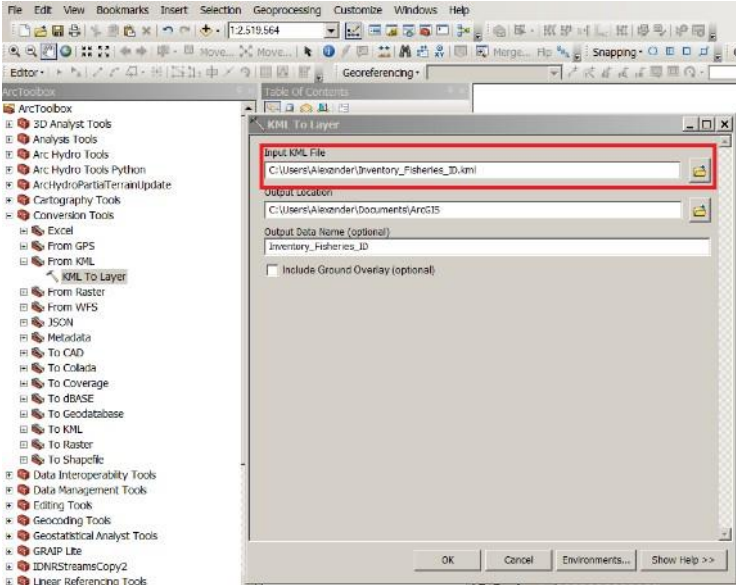 File Edit View Bookmarks Insert Selection Geoprocessing Customize Windows Help
1:2.519.564
Move... Move... Merge... Flip Snapping
Editor Georeferencing
ArcToolbox
Table Of Contents
ArcToolbox
3D Analyst Tools
Analysis Tools
Arc Hydro Tools
Arc Hydro Tools Python
ArcHydroPartialTerrainUpdate
Cartography Tools
Conversion Tools
Excel
From GPS
From KML
KML To Layer
From Raster
From WFS
JSON
Metadata
To CAD
To Collada
To Coverage
To dBASE
To Geodatabase
To KML
To Raster
To Shapefile
Data Interoperability Tools
Data Management Tools
Editing Tools
Geocoding Tools
Geostatistical Analyst Tools
GRAIP Lite
IDNRStreamsCopy2
Linear Referencing Tools
KML To Layer
Input KML File
C:\Users\Alexander\Inventory_Fisheries_ID.kml
Output Location
C:\Users\Alexander\Documents\ArcGIS
Output Data Name (optional)
Inventory_Fisheries_ID
Include Ground Overlay (optional)
OK Cancel Environments... Show Help >>